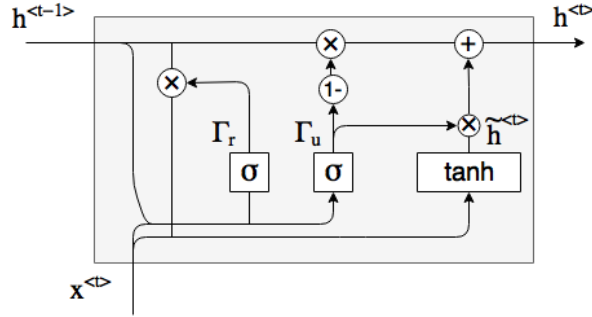 h<t-1>
h<t>
×
+
×
1-
Γr
Γu
×
h̃<t>
σ
σ
tanh
x<t>